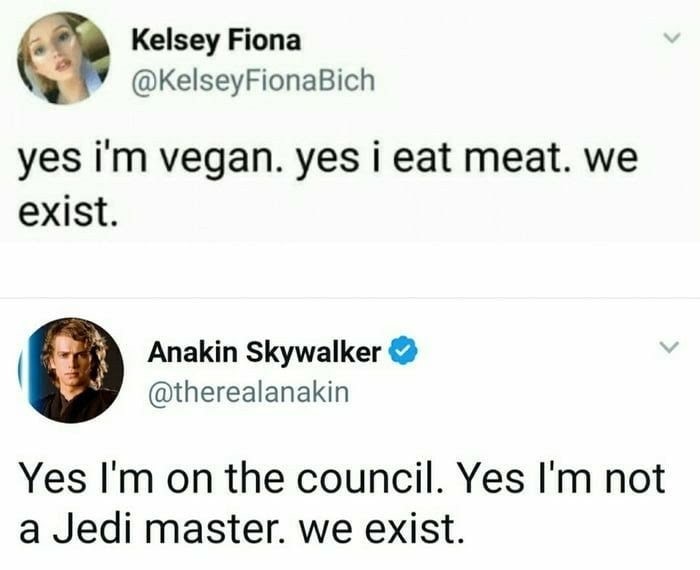 Kelsey Fiona
@KelseyFionaBich
yes i'm vegan. yes i eat meat. we
exist.
Anakin Skywalker
@therealanakin
Yes I'm on the council. Yes I'm not
a Jedi master. we exist.